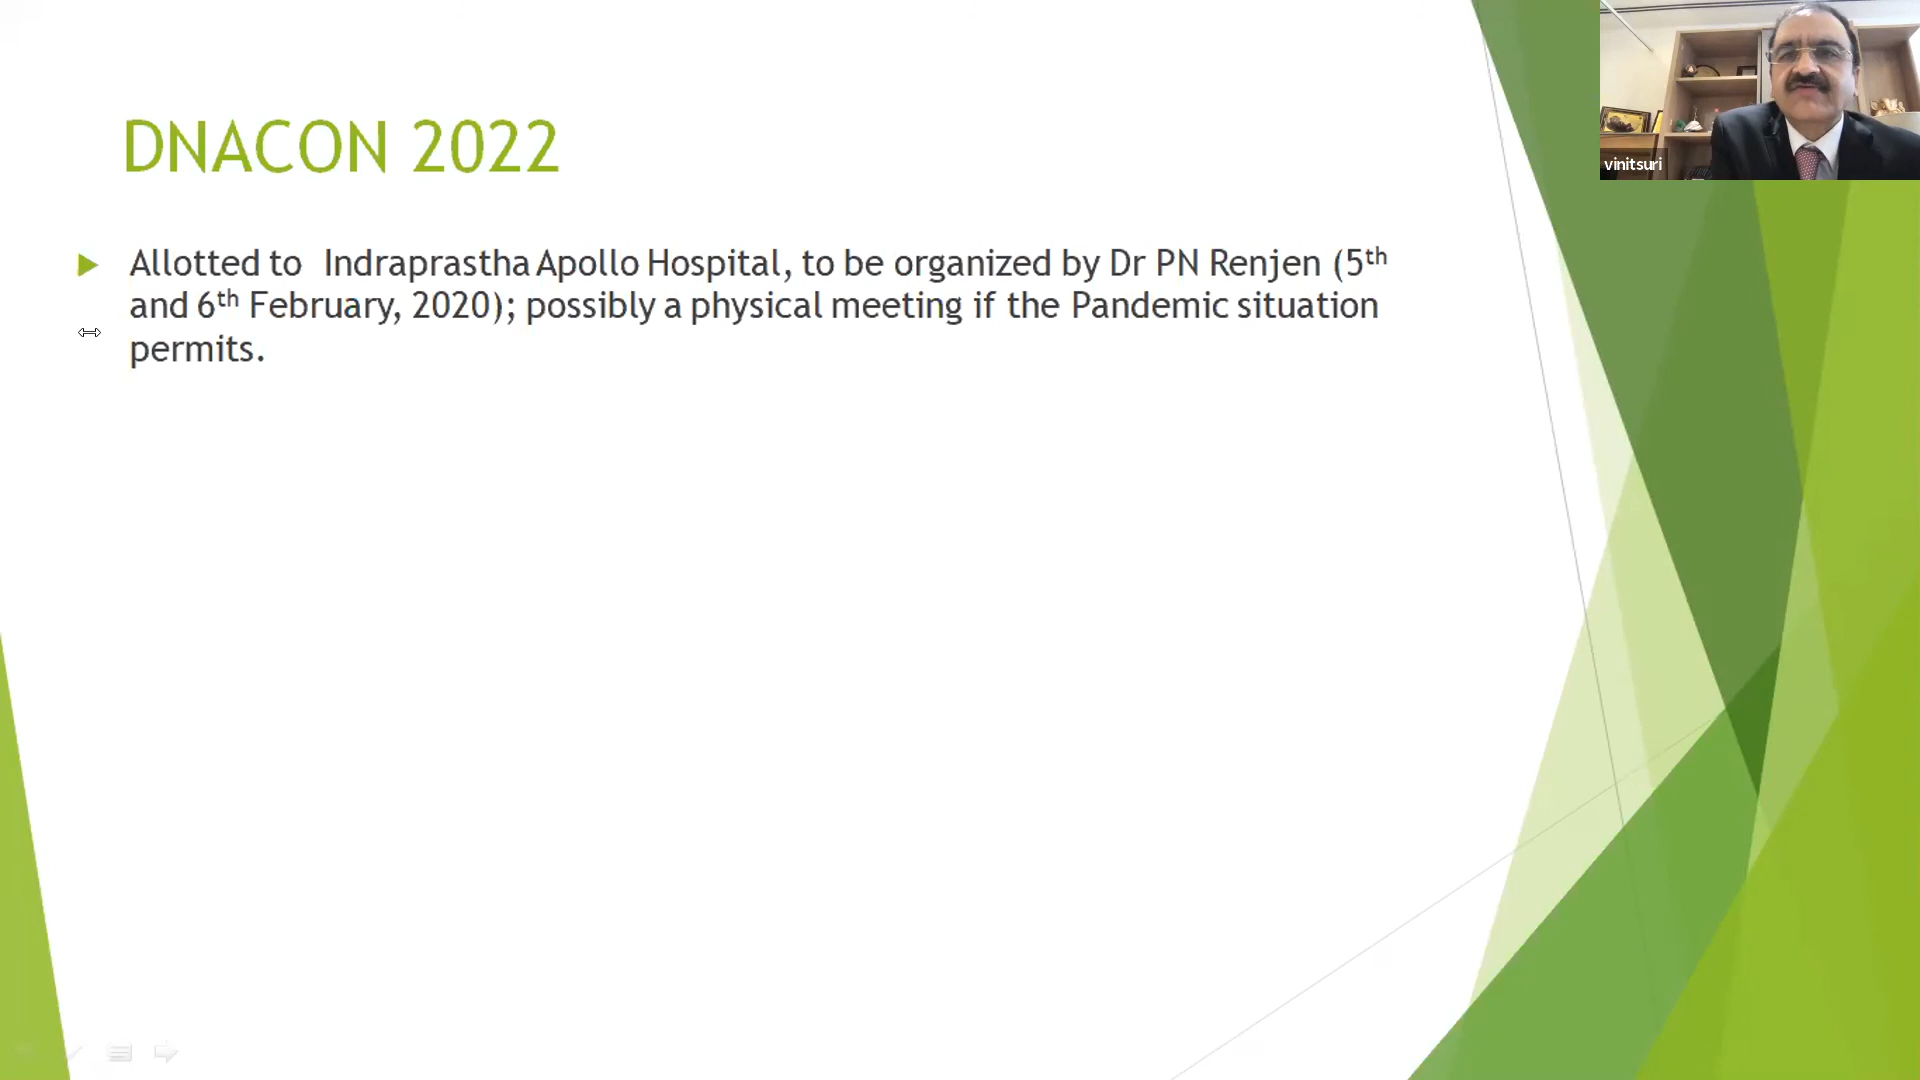 DNACON 2022
vinitsuri
Allotted to Indraprastha Apollo Hospital, to be organized by Dr PN Renjen (5th
and 6th February, 2020); possibly a physical meeting if the Pandemic situation
permits.